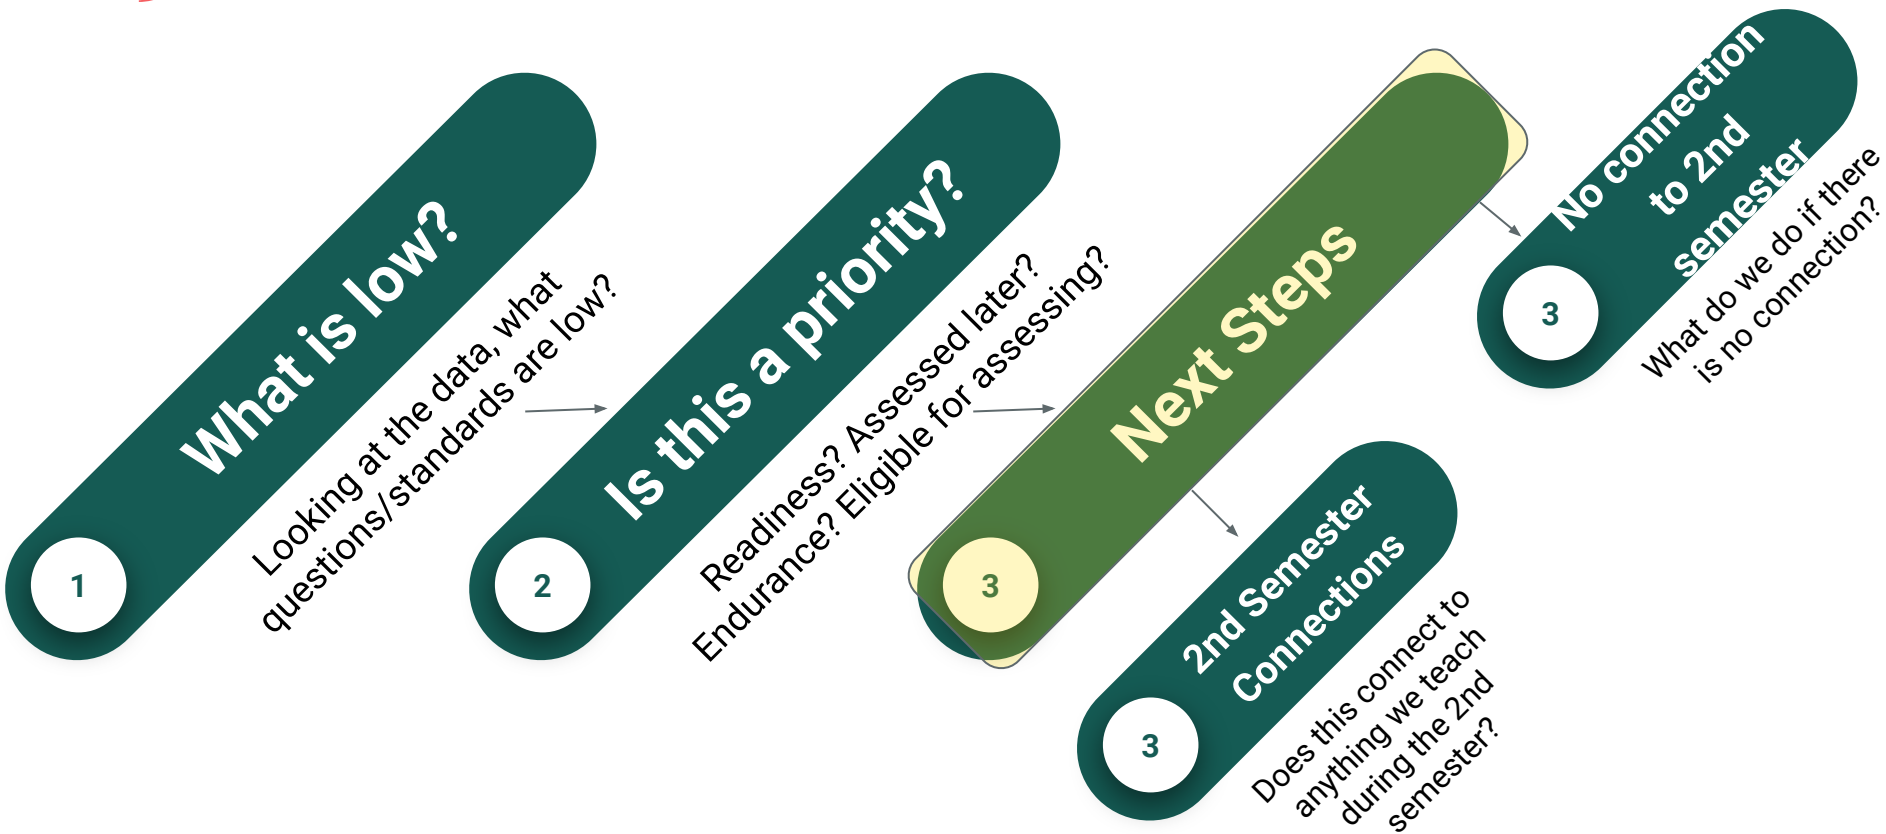 What is low?
1
Looking at the data, what
questions/standards are low?
Is this a priority?
2
Readiness? Assessed later?
Endurance? Eligible for assessing?
Next Steps
3
No connection
to 2nd
semester
3
What do we do if there
is no connection?
2nd Semester
Connections
3
Does this connect to
anything we teach
during the 2nd
semester?